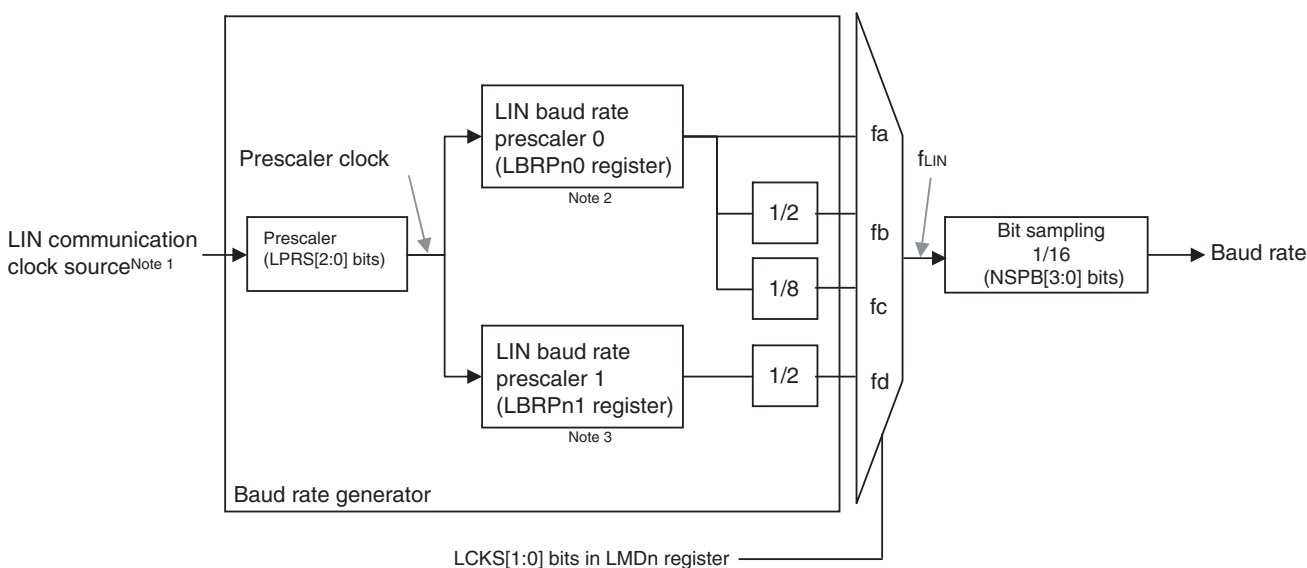 LIN baud rate
prescaler 0
(LBRPn0 register)
Note 2
fa
Prescaler clock
fLIN
1/2
fb
LIN communication
clock sourceNote 1
Prescaler
(LPRS[2:0] bits)
Bit sampling
1/16
(NSPB[3:0] bits)
Baud rate
1/8
fc
LIN baud rate
prescaler 1
(LBRPn1 register)
Note 3
1/2
fd
Baud rate generator
LCKS[1:0] bits in LMDn register